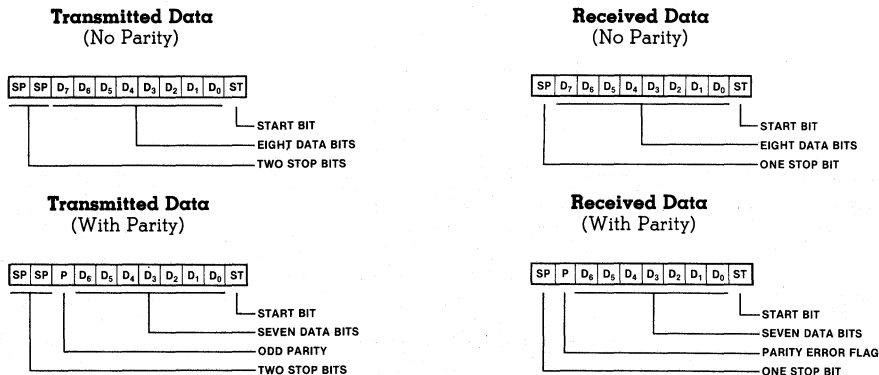 Transmitted Data
(No Parity)
SP SP D₇ D₆ D₅ D₄ D₃ D₂ D₁ D₀ ST
START BIT
EIGHT DATA BITS
TWO STOP BITS
Received Data
(No Parity)
SP D₇ D₆ D₅ D₄ D₃ D₂ D₁ D₀ ST
START BIT
EIGHT DATA BITS
ONE STOP BIT
Transmitted Data
(With Parity)
SP SP P D₆ D₅ D₄ D₃ D₂ D₁ D₀ ST
START BIT
SEVEN DATA BITS
ODD PARITY
TWO STOP BITS
Received Data
(With Parity)
SP P D₆ D₅ D₄ D₃ D₂ D₁ D₀ ST
START BIT
SEVEN DATA BITS
PARITY ERROR FLAG
ONE STOP BIT